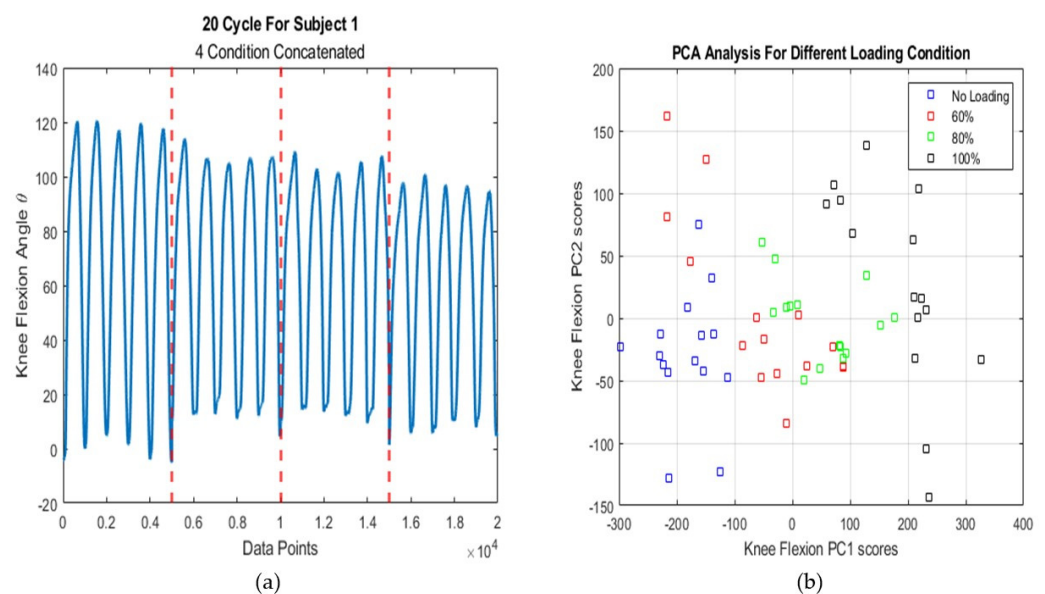 20 Cycle For Subject 1
4 Condition Concatenated
140
120
100
80
60
40
20
0
-20
Knee Flexion Angle θ
0 0.2 0.4 0.6 0.8 1 1.2 1.4 1.6 1.8 2
Data Points
×10^4
(a)
PCA Analysis For Different Loading Condition
200
150
100
50
0
-50
-100
-150
Knee Flexion PC2 scores
No Loading
60%
80%
100%
-300 -200 -100 0 100 200 300 400
Knee Flexion PC1 scores
(b)